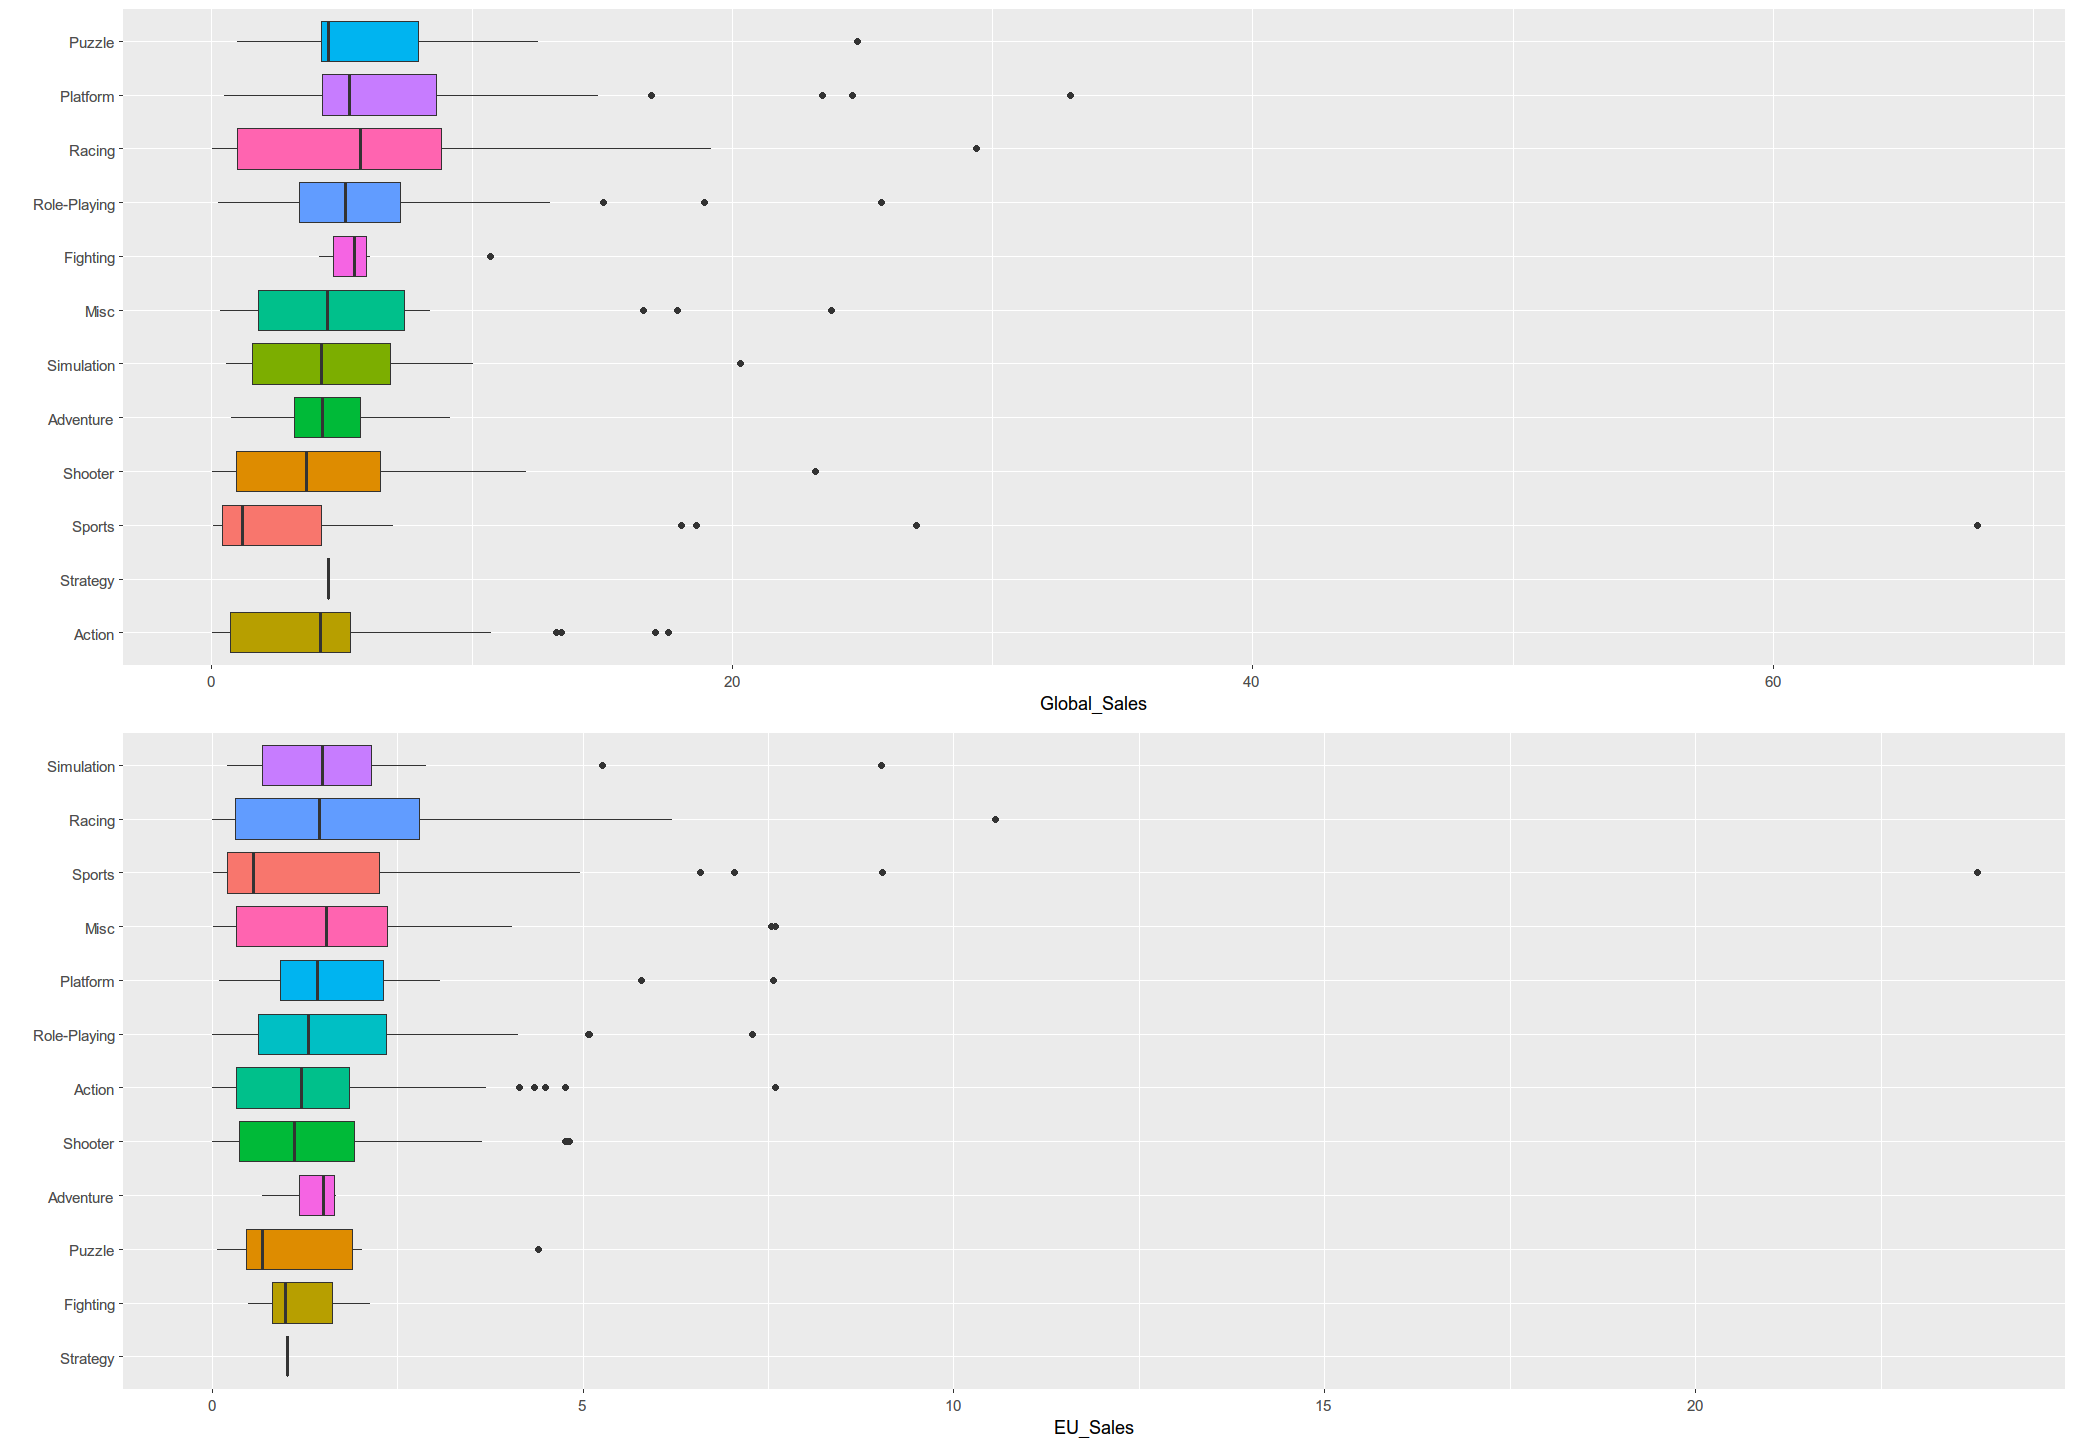 Puzzle
Platform
Racing
Role-Playing
Fighting
Misc
Simulation
Adventure
Shooter
Sports
Strategy
Action
0 20 40 60
Global_Sales
Simulation
Racing
Sports
Misc
Platform
Role-Playing
Action
Shooter
Adventure
Puzzle
Fighting
Strategy
0 5 10 15 20
EU_Sales